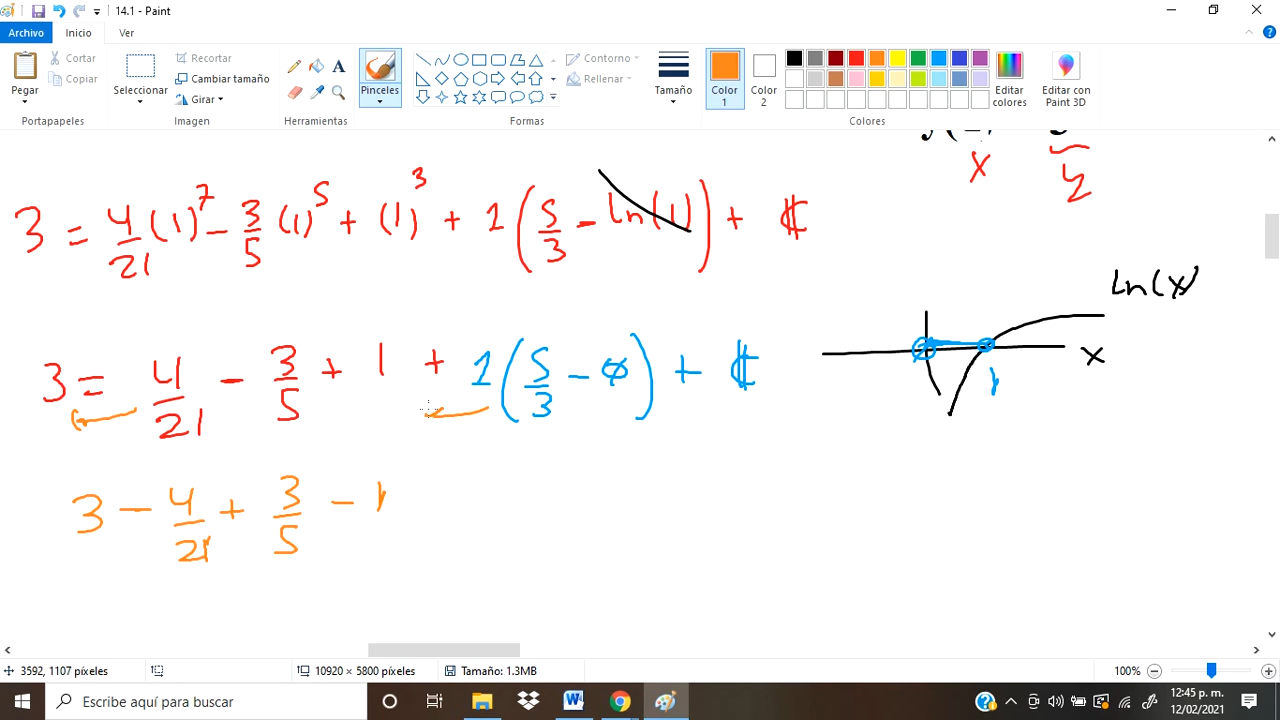 14.1 - Paint
Archivo Inicio Ver
Pegar
Cortar
Copiar
Portapapeles
Seleccionar
Recortar
Cambiar tamaño
Girar
Imagen
A
Herramientas
Pinceles
Contorno
Rellenar
Formas
Tamaño
Color 1
Color 2
Editar colores
Editar con Paint 3D
Colores
x
3 = 4/21 (1)^7 - 3/5 (1)^5 + (1)^3 + 1 (5/3 - ln(1)) + ₵
ln(x)
x
1
3 = 4/21 - 3/5 + 1 + 1 (5/3 - 0) + ₵
3 - 4/21 + 3/5 - 1
3592, 1107 píxeles 10920 × 5800 píxeles Tamaño: 1.3MB 100%
Escribe aquí para buscar
12:45 p. m.
12/02/2021